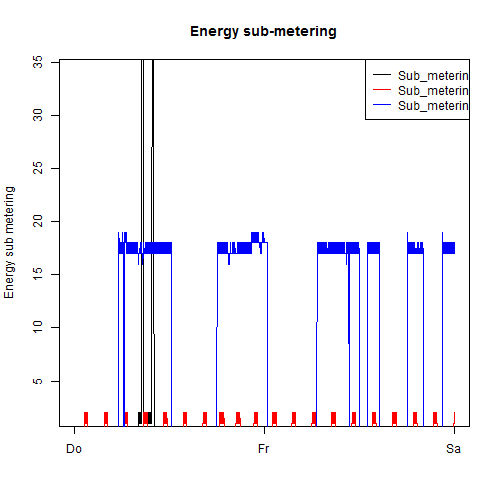 Energy sub-metering
35
30
25
20
15
10
5
Energy sub metering
Sub_meterin
Sub_meterin
Sub_meterin
Do Fr Sa